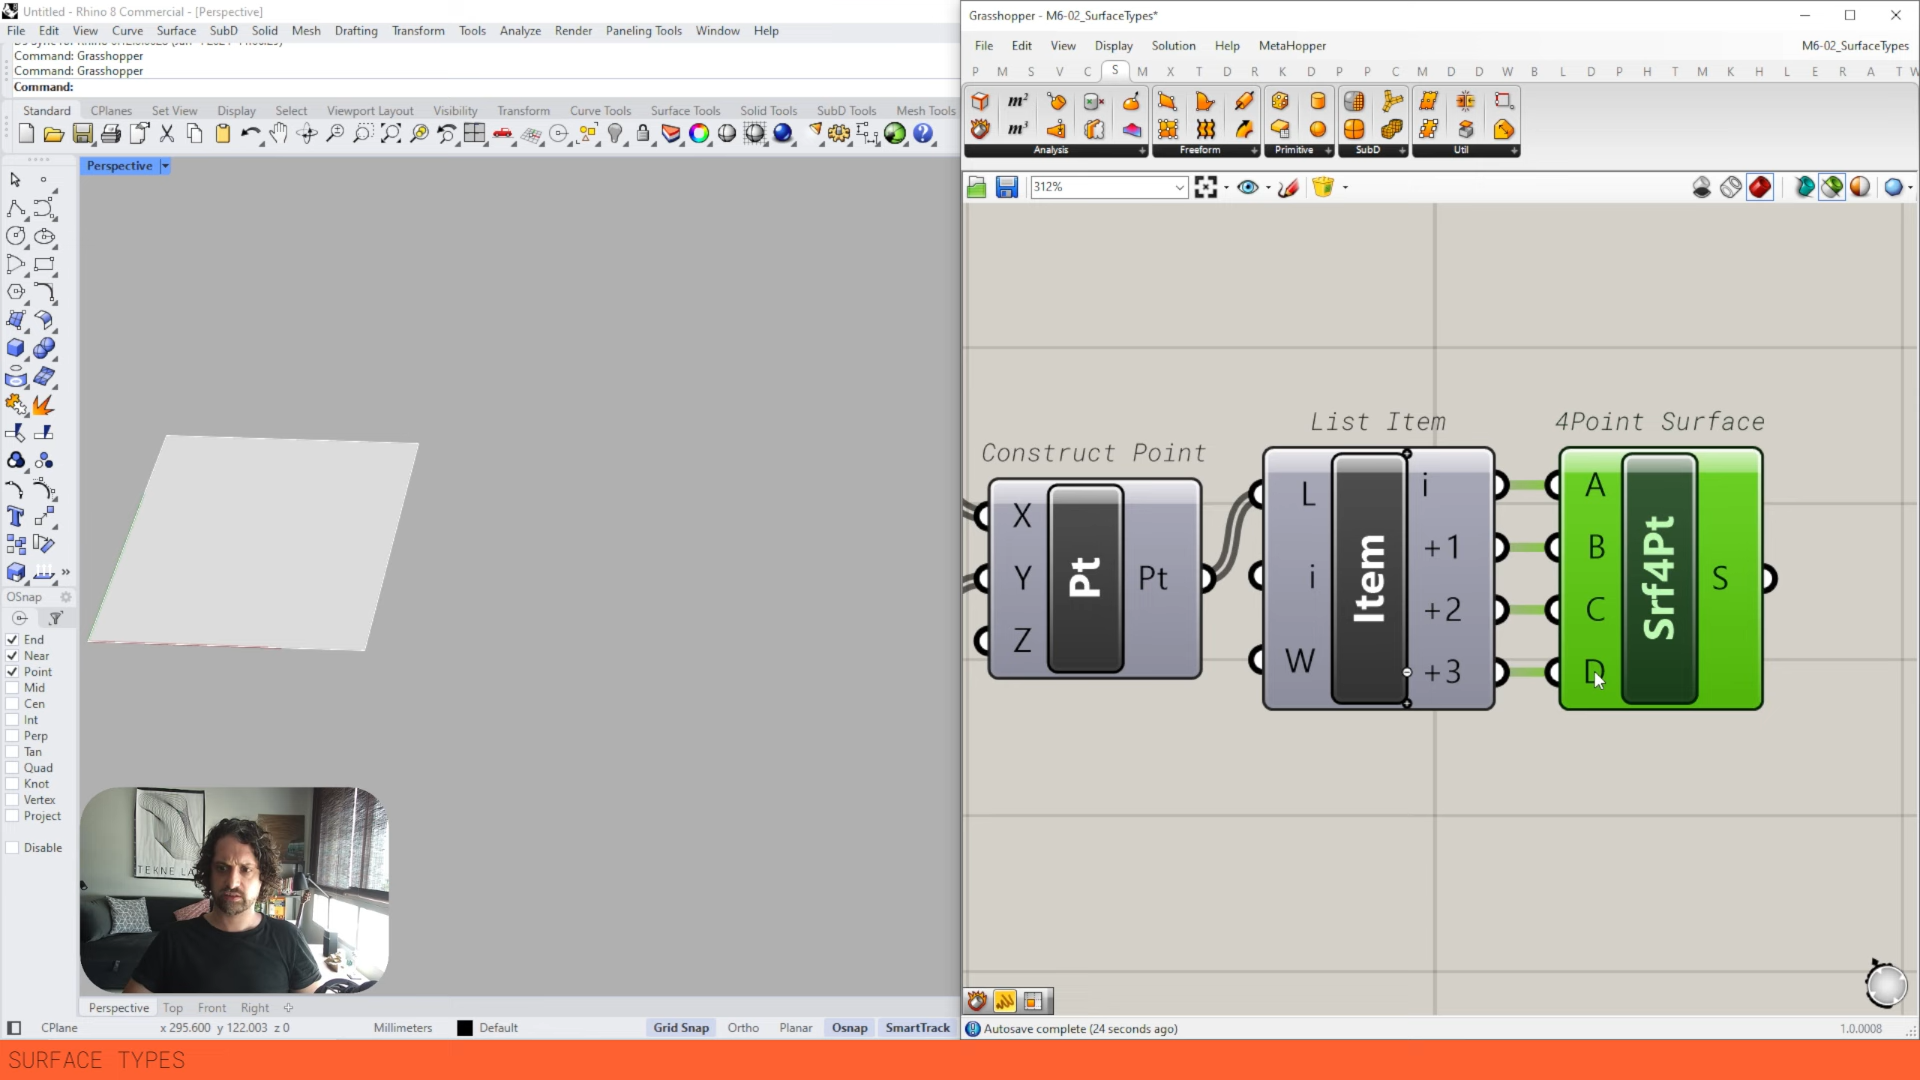 Untitled - Rhino 8 Commercial - [Perspective]
File Edit View Curve Surface SubD Solid Mesh Drafting Transform Tools Analyze Render Paneling Tools Window Help
Command: Grasshopper
Command: Grasshopper
Command:
Standard CPlanes Set View Display Select Viewport Layout Visibility Transform Curve Tools Surface Tools Solid Tools SubD Tools Mesh Tools
Perspective
OSnap
End
Near
Point
Mid
Cen
Int
Perp
Tan
Quad
Knot
Vertex
Project
Disable
TEKNE LA
Perspective Top Front Right
CPlane x 295.600 y 122.003 z 0 Millimeters Default Grid Snap Ortho Planar Osnap SmartTrack
Grasshopper - M6-02_SurfaceTypes*
File Edit View Display Solution Help MetaHopper M6-02_SurfaceTypes
P M S V C S M X T D R K D P P C M D D W B L D P H T V M K H L E R A T W
m² m³
Analysis Freeform Primitive SubD Util
312%
Construct Point
X
Y
Z
Pt
Pt
List Item
L
i
W
Item
i
+1
+2
+3
4Point Surface
A
B
C
D
Srf4Pt
S
Autosave complete (24 seconds ago) 1.0.0008
SURFACE TYPES